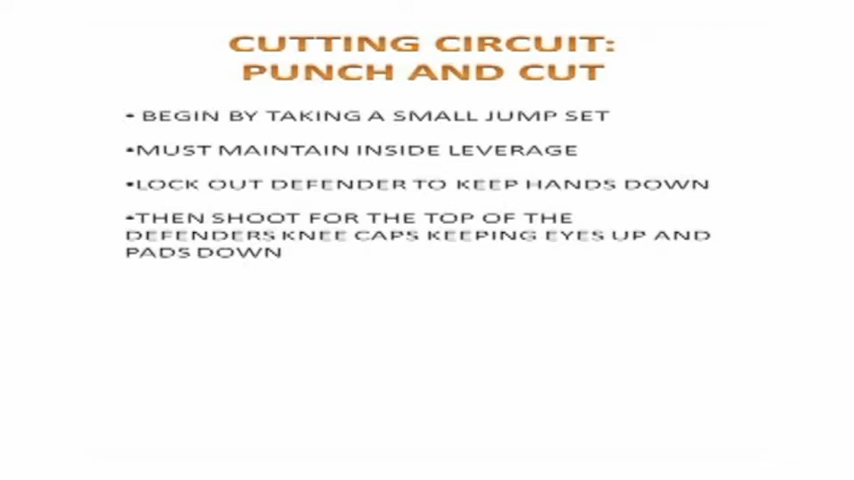 CUTTING CIRCUIT:
PUNCH AND CUT
• BEGIN BY TAKING A SMALL JUMP SET
•MUST MAINTAIN INSIDE LEVERAGE
•LOCK OUT DEFENDER TO KEEP HANDS DOWN
•THEN SHOOT FOR THE TOP OF THE
DEFENDERS KNEE CAPS KEEPING EYES UP AND
PADS DOWN